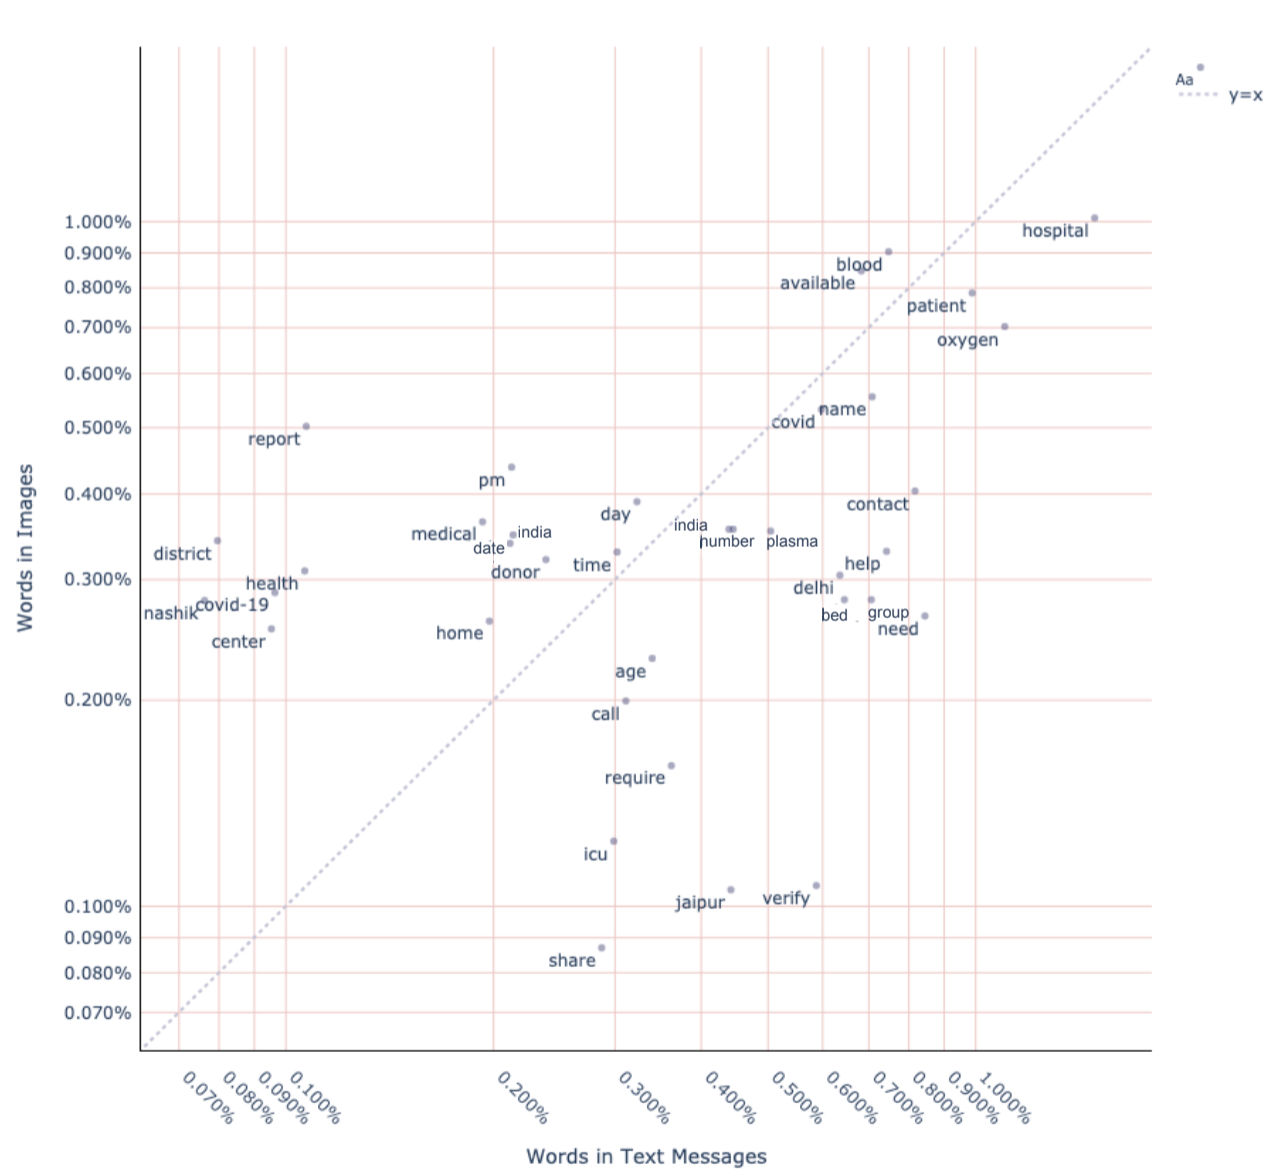 Aa
y=x
1.000%
hospital
0.900%
blood
available
0.800%
patient
0.700%
oxygen
0.600%
name
covid
0.500%
report
pm
0.400%
contact
day
india
medical
india
number
plasma
date
district
time
help
donor
0.300%
health
delhi
covid-19
nashik
bed
group
need
home
center
age
0.200%
call
require
icu
jaipur
verify
0.100%
0.090%
share
0.080%
0.070%
Words in Images
0.070%
0.080%
0.090%
0.100%
0.200%
0.300%
0.400%
0.500%
0.600%
0.700%
0.800%
0.900%
1.000%
Words in Text Messages